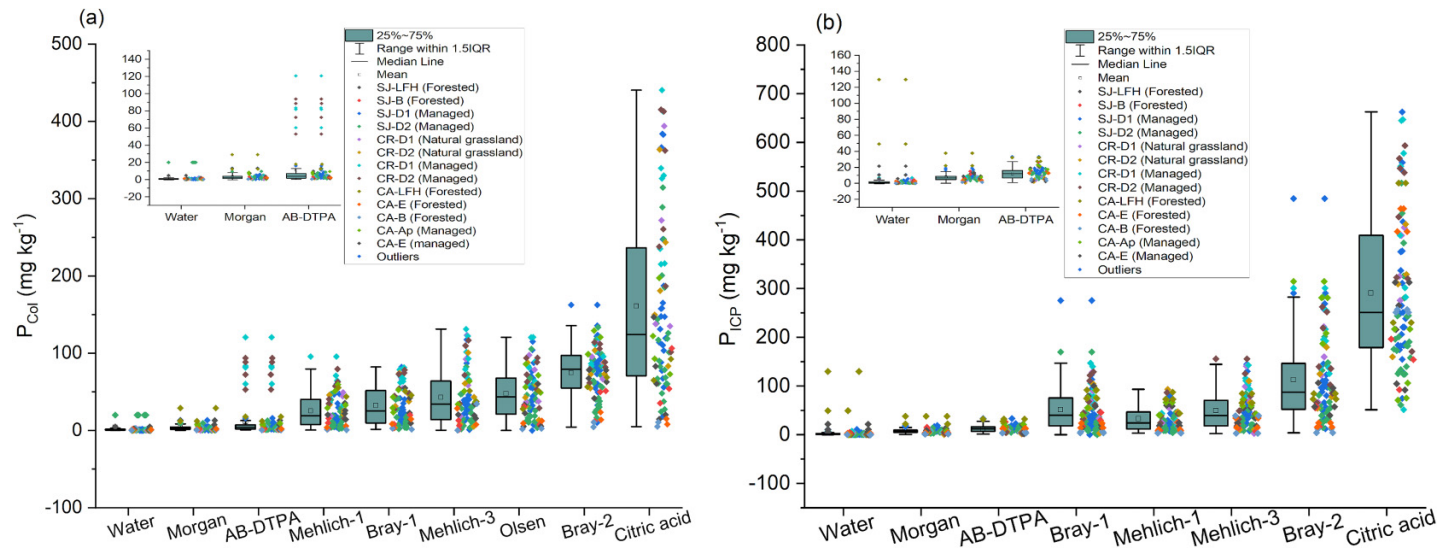 (a)
500
400
300
200
100
0
-100
P_Col (mg kg⁻¹)
140
120
100
80
60
40
20
0
-20
Water Morgan AB-DTPA
25%~75%
Range within 1.5IQR
Median Line
Mean
SJ-LFH (Forested)
SJ-B (Forested)
SJ-D1 (Managed)
SJ-D2 (Managed)
CR-D1 (Natural grassland)
CR-D2 (Natural grassland)
CR-D1 (Managed)
CR-D2 (Managed)
CA-LFH (Forested)
CA-E (Forested)
CA-B (Forested)
CA-Ap (Managed)
CA-E (managed)
Outliers
Water Morgan AB-DTPA Mehlich-1 Bray-1 Mehlich-3 Olsen Bray-2 Citric acid
(b)
800
700
600
500
400
300
200
100
0
-100
P_ICP (mg kg⁻¹)
160
140
120
100
80
60
40
20
0
-20
Water Morgan AB-DTPA
25%~75%
Range within 1.5IQR
Median Line
Mean
SJ-LFH (Forested)
SJ-B (Forested)
SJ-D1 (Managed)
SJ-D2 (Managed)
CR-D1 (Natural grassland)
CR-D2 (Natural grassland)
CR-D1 (Managed)
CR-D2 (Managed)
CA-LFH (Forested)
CA-E (Forested)
CA-B (Forested)
CA-Ap (Managed)
CA-E (Managed)
Outliers
Water Morgan AB-DTPA Bray-1 Mehlich-1 Mehlich-3 Bray-2 Citric acid